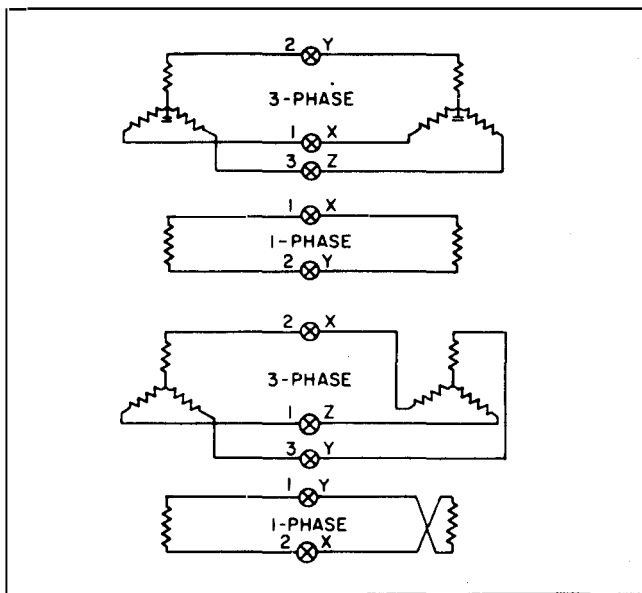 2 Y
3-PHASE
1 X
3 Z
1 X
1-PHASE
2 Y
2 X
3-PHASE
1 Z
3 Y
1 Y
1-PHASE
2 X